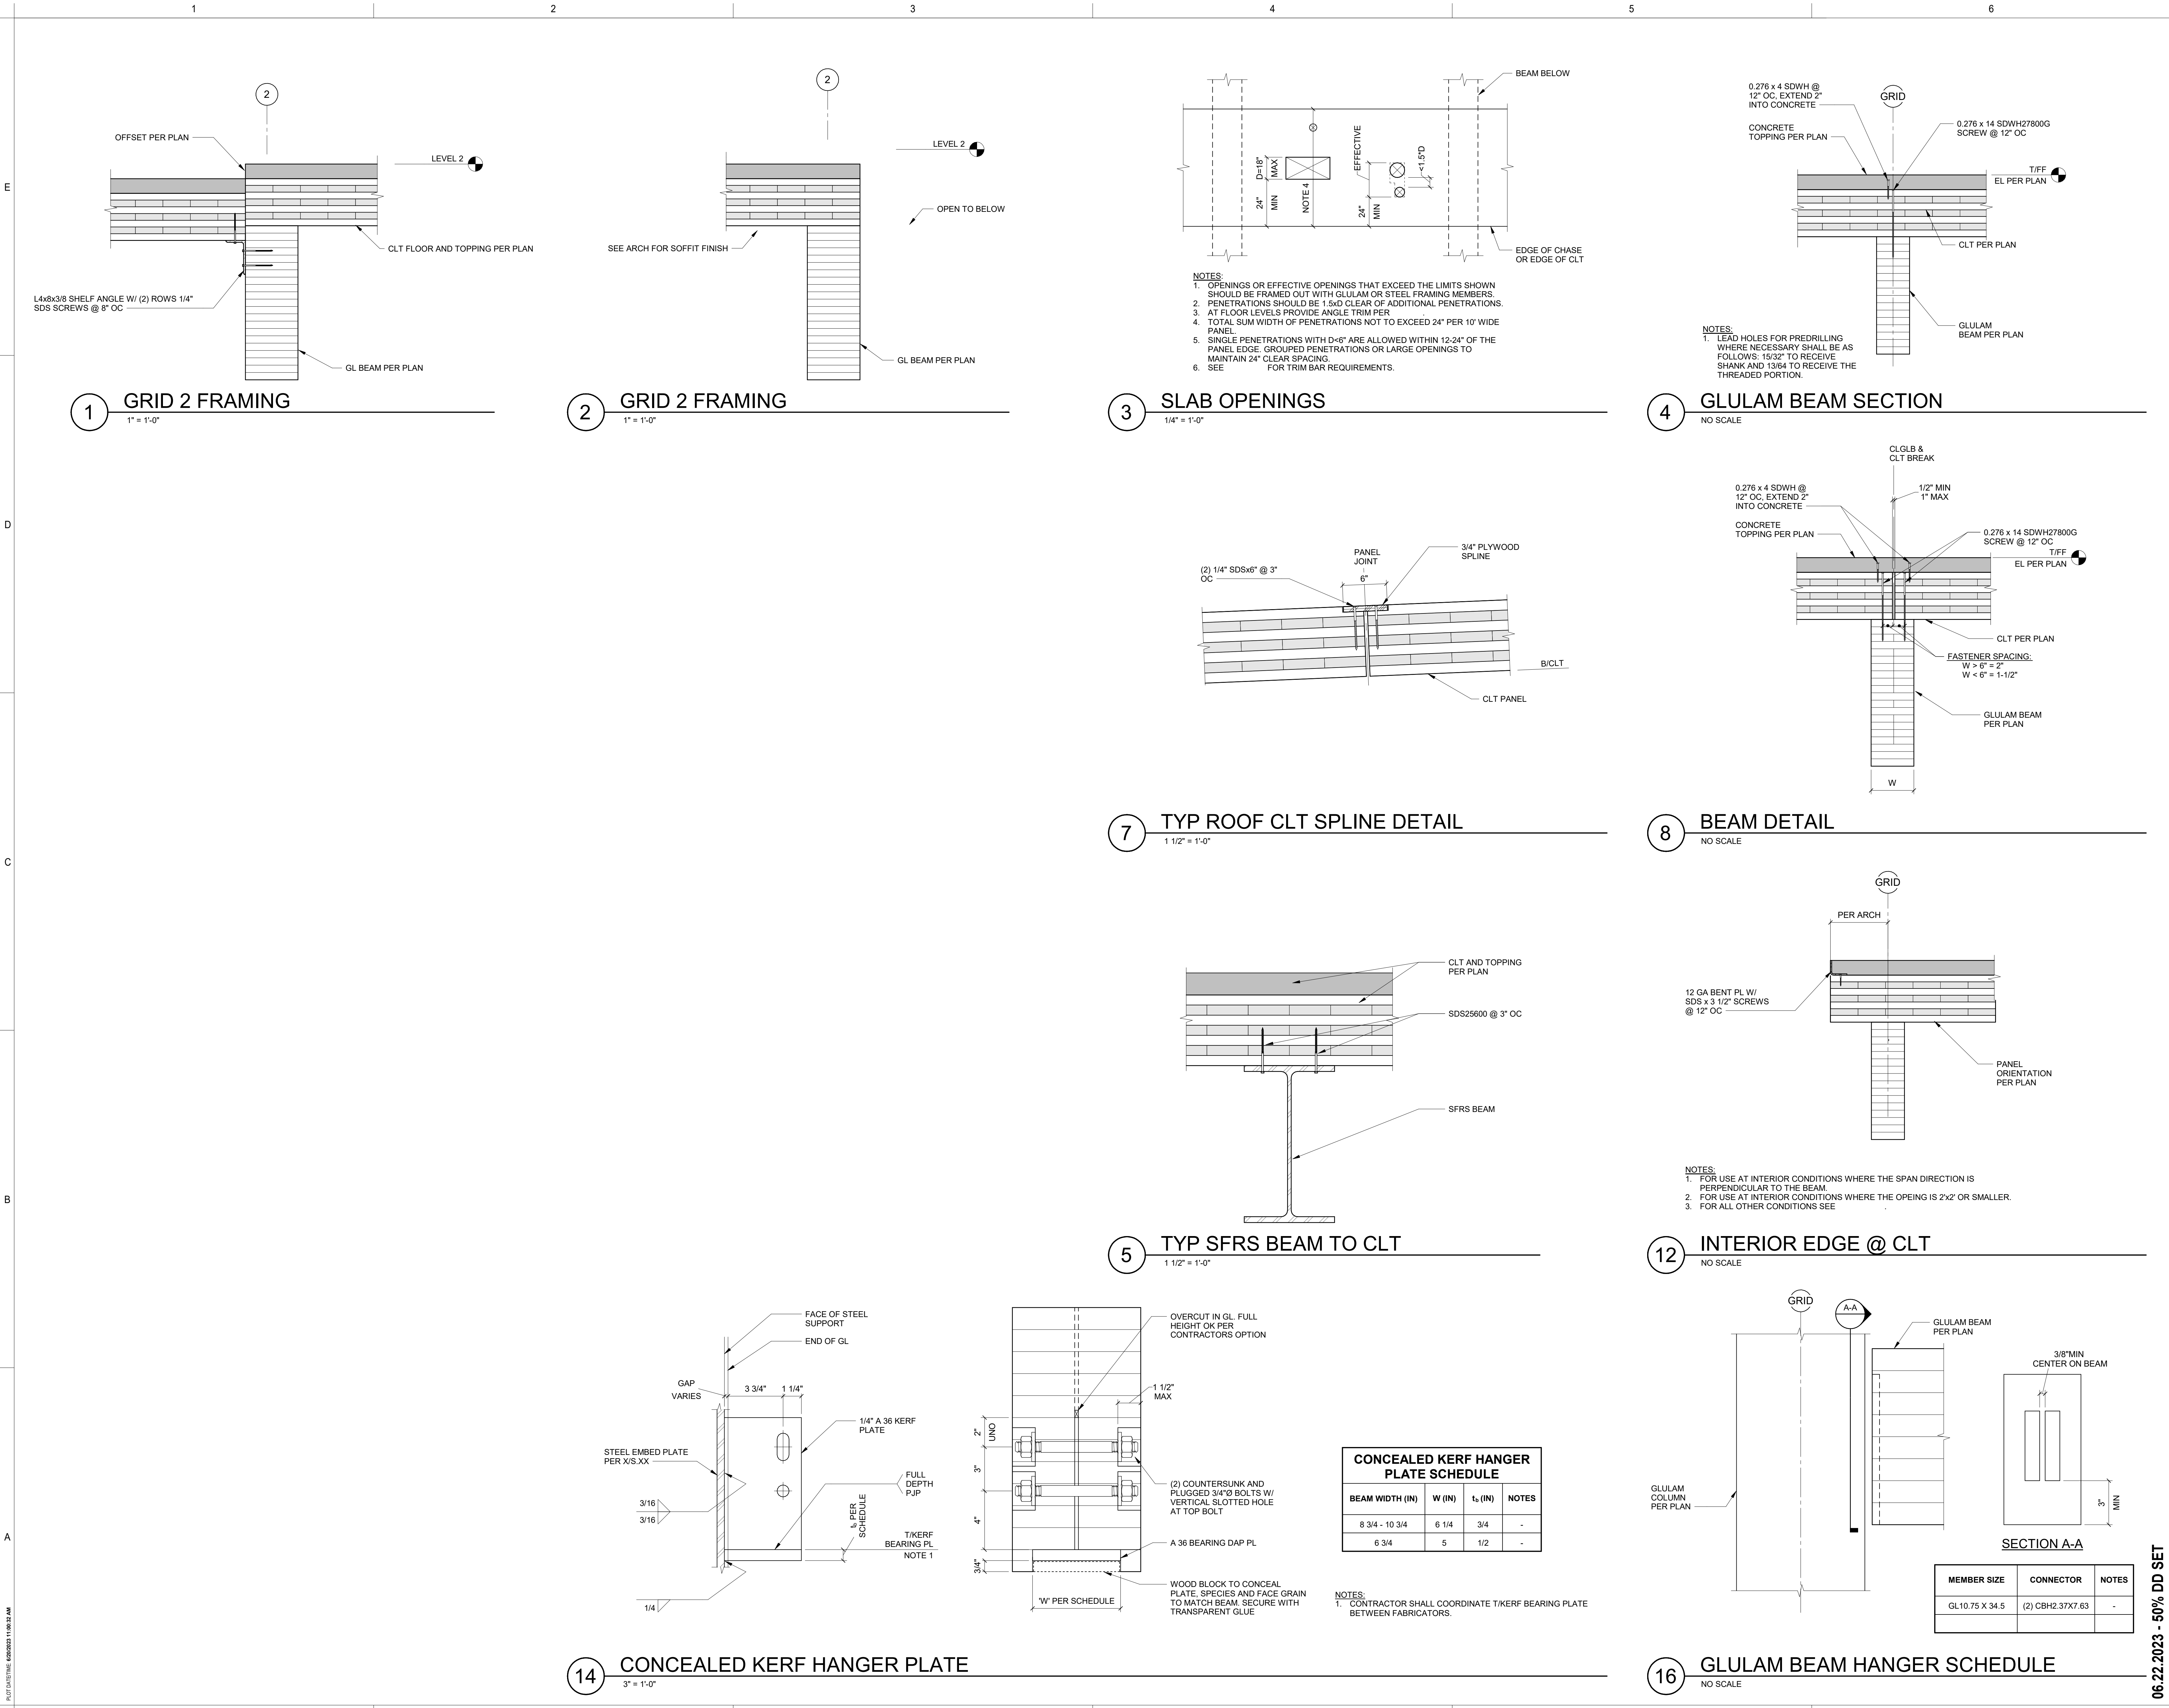 1
2
3
4
5
6
E
D
C
B
A
2
OFFSET PER PLAN
LEVEL 2
CLT FLOOR AND TOPPING PER PLAN
L4x8x3/8 SHELF ANGLE W/ (2) ROWS 1/4"
SDS SCREWS @ 8" OC
GL BEAM PER PLAN
1
GRID 2 FRAMING
1" = 1'-0"
2
LEVEL 2
OPEN TO BELOW
SEE ARCH FOR SOFFIT FINISH
GL BEAM PER PLAN
2
GRID 2 FRAMING
1" = 1'-0"
BEAM BELOW
D=18"
MAX
24"
MIN
NOTE 4
EFFECTIVE
<1.5*D
24"
MIN
EDGE OF CHASE
OR EDGE OF CLT
NOTES:
1. OPENINGS OR EFFECTIVE OPENINGS THAT EXCEED THE LIMITS SHOWN
SHOULD BE FRAMED OUT WITH GLULAM OR STEEL FRAMING MEMBERS.
2. PENETRATIONS SHOULD BE 1.5xD CLEAR OF ADDITIONAL PENETRATIONS.
3. AT FLOOR LEVELS PROVIDE ANGLE TRIM PER .
4. TOTAL SUM WIDTH OF PENETRATIONS NOT TO EXCEED 24" PER 10' WIDE
PANEL.
5. SINGLE PENETRATIONS WITH D<6" ARE ALLOWED WITHIN 12-24" OF THE
PANEL EDGE. GROUPED PENETRATIONS OR LARGE OPENINGS TO
MAINTAIN 24" CLEAR SPACING.
6. SEE FOR TRIM BAR REQUIREMENTS.
3
SLAB OPENINGS
1/4" = 1'-0"
0.276 x 4 SDWH @
12" OC, EXTEND 2"
INTO CONCRETE
CONCRETE
TOPPING PER PLAN
GRID
0.276 x 14 SDWH27800G
SCREW @ 12" OC
T/FF
EL PER PLAN
CLT PER PLAN
GLULAM
BEAM PER PLAN
NOTES:
1. LEAD HOLES FOR PREDRILLING
WHERE NECESSARY SHALL BE AS
FOLLOWS: 15/32" TO RECEIVE
SHANK AND 13/64 TO RECEIVE THE
THREADED PORTION.
4
GLULAM BEAM SECTION
NO SCALE
PANEL
JOINT
6"
3/4" PLYWOOD
SPLINE
(2) 1/4" SDSx6" @ 3"
OC
B/CLT
CLT PANEL
7
TYP ROOF CLT SPLINE DETAIL
1 1/2" = 1'-0"
CLGLB &
CLT BREAK
0.276 x 4 SDWH @
12" OC, EXTEND 2"
INTO CONCRETE
1/2" MIN
1" MAX
CONCRETE
TOPPING PER PLAN
0.276 x 14 SDWH27800G
SCREW @ 12" OC
T/FF
EL PER PLAN
CLT PER PLAN
FASTENER SPACING:
W > 6" = 2"
W < 6" = 1-1/2"
GLULAM BEAM
PER PLAN
W
8
BEAM DETAIL
NO SCALE
CLT AND TOPPING
PER PLAN
SDS25600 @ 3" OC
SFRS BEAM
5
TYP SFRS BEAM TO CLT
1 1/2" = 1'-0"
GRID
PER ARCH
12 GA BENT PL W/
SDS x 3 1/2" SCREWS
@ 12" OC
PANEL
ORIENTATION
PER PLAN
NOTES:
1. FOR USE AT INTERIOR CONDITIONS WHERE THE SPAN DIRECTION IS
PERPENDICULAR TO THE BEAM.
2. FOR USE AT INTERIOR CONDITIONS WHERE THE OPEING IS 2'x2' OR SMALLER.
3. FOR ALL OTHER CONDITIONS SEE .
12
INTERIOR EDGE @ CLT
NO SCALE
FACE OF STEEL
SUPPORT
END OF GL
GAP
VARIES
3 3/4"
1 1/4"
1/4" A 36 KERF
PLATE
STEEL EMBED PLATE
PER X/S.XX
FULL
DEPTH
PJP
3/16
3/16
tb PER
SCHEDULE
T/KERF
BEARING PL
NOTE 1
1/4
OVERCUT IN GL. FULL
HEIGHT OK PER
CONTRACTORS OPTION
1 1/2"
MAX
2"
UNO
3"
4"
3/4"
(2) COUNTERSUNK AND
PLUGGED 3/4"Ø BOLTS W/
VERTICAL SLOTTED HOLE
AT TOP BOLT
A 36 BEARING DAP PL
WOOD BLOCK TO CONCEAL
PLATE, SPECIES AND FACE GRAIN
TO MATCH BEAM. SECURE WITH
TRANSPARENT GLUE
'W' PER SCHEDULE
CONCEALED KERF HANGER
PLATE SCHEDULE
BEAM WIDTH (IN) W (IN) tb (IN) NOTES
8 3/4 - 10 3/4 6 1/4 3/4 -
6 3/4 5 1/2 -
NOTES:
1. CONTRACTOR SHALL COORDINATE T/KERF BEARING PLATE
BETWEEN FABRICATORS.
14
CONCEALED KERF HANGER PLATE
3" = 1'-0"
GRID
A-A
GLULAM BEAM
PER PLAN
3/8"MIN
CENTER ON BEAM
GLULAM
COLUMN
PER PLAN
3"
MIN
SECTION A-A
MEMBER SIZE CONNECTOR NOTES
GL10.75 X 34.5 (2) CBH2.37X7.63 -
16
GLULAM BEAM HANGER SCHEDULE
NO SCALE
06.22.2023 - 50% DD SET
PLOT DATE/TIME: 6/20/2023 11:00:32 AM